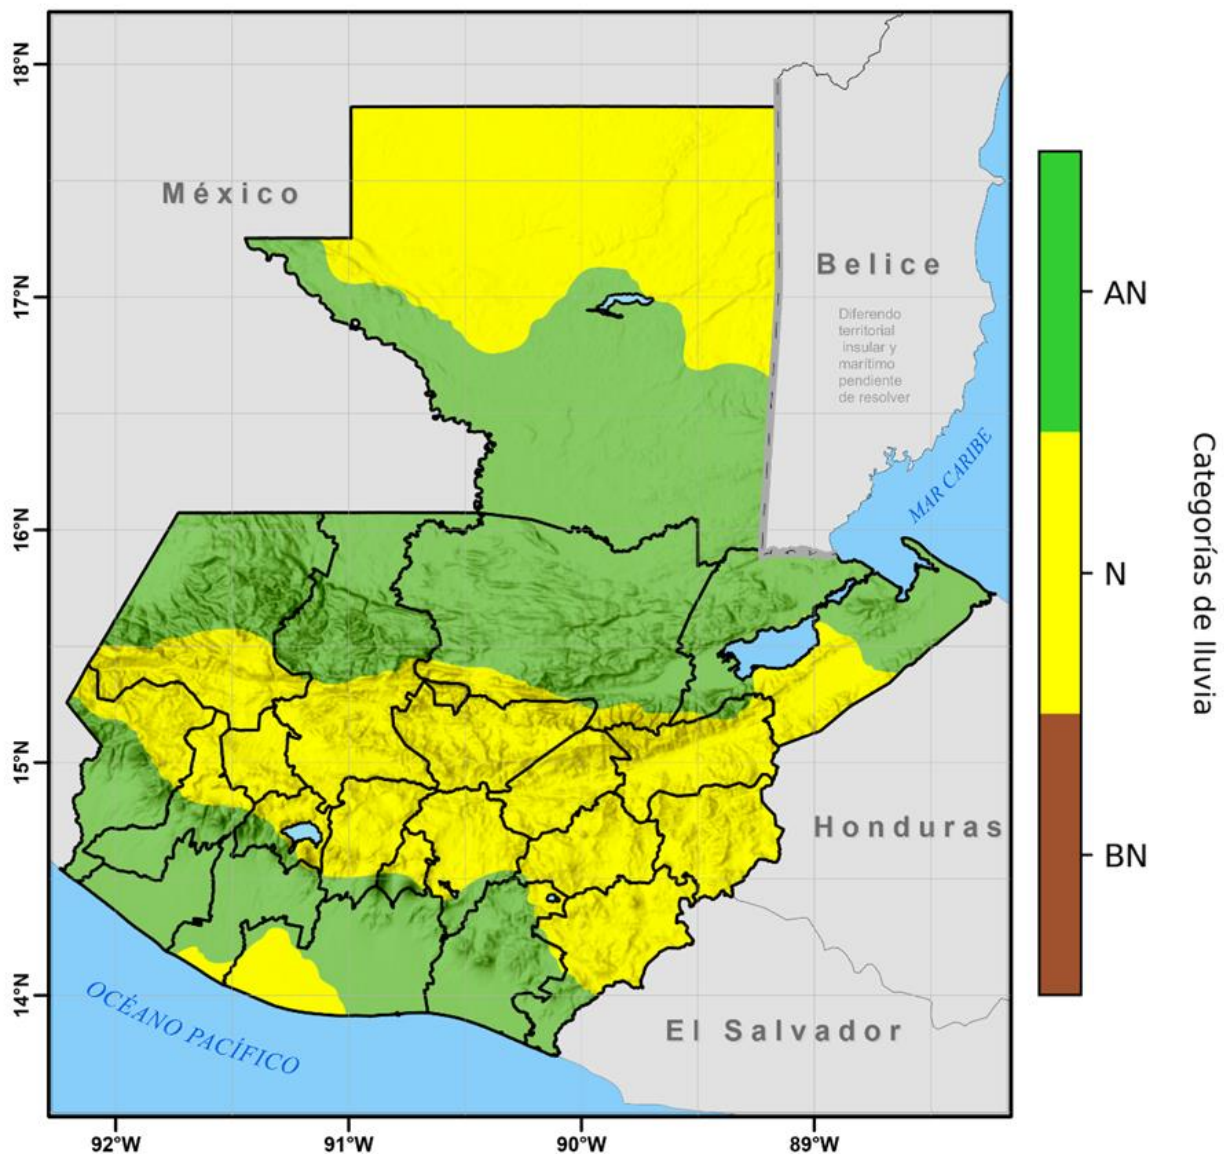 18°N
17°N
16°N
15°N
14°N
92°W
91°W
90°W
89°W
México
Belice
Diferendo
territorial
insular y
marítimo
pendiente
de resolver
MAR CARIBE
Honduras
El Salvador
OCÉANO PACÍFICO
AN
N
BN
Categorías de lluvia